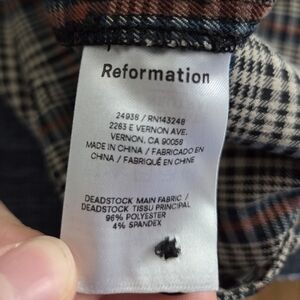 Reformation
24938 / RN143248
2263 E VERNON AVE.
VERNON, CA 90058
MADE IN CHINA / FABRICADO EN
CHINA / FABRIQUÉ EN CHINE
DEADSTOCK MAIN FABRIC /
DEADSTOCK TISSU PRINCIPAL
96% POLYESTER
4% SPANDEX